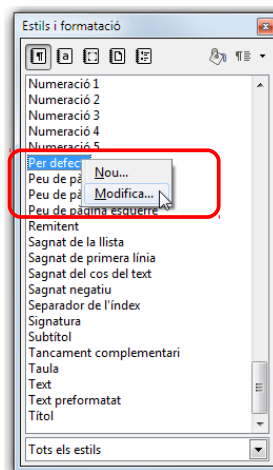 Estils i formatació
Numeració 1
Numeració 2
Numeració 3
Numeració 4
Numeració 5
Per defect
Nou...
Peu de pà
Modifica...
Peu de pà
Peu de pàgina esquerre
Remitent
Sagnat de la llista
Sagnat de primera línia
Sagnat del cos del text
Sagnat negatiu
Separador de l'índex
Signatura
Subtítol
Tancament complementari
Taula
Text
Text preformatat
Títol
Tots els estils